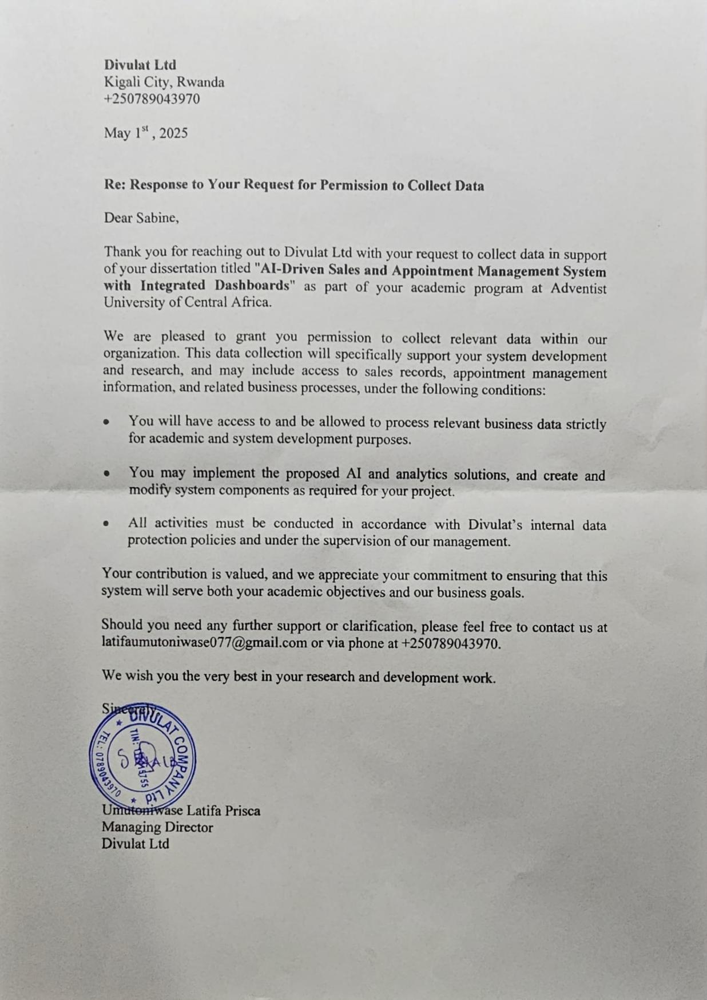 Divulat Ltd
Kigali City, Rwanda
+250789043970
May 1st , 2025
Re: Response to Your Request for Permission to Collect Data
Dear Sabine,
Thank you for reaching out to Divulat Ltd with your request to collect data in support
of your dissertation titled "AI-Driven Sales and Appointment Management System
with Integrated Dashboards" as part of your academic program at Adventist
University of Central Africa.
We are pleased to grant you permission to collect relevant data within our
organization. This data collection will specifically support your system development
and research, and may include access to sales records, appointment management
information, and related business processes, under the following conditions:
• You will have access to and be allowed to process relevant business data strictly
for academic and system development purposes.
• You may implement the proposed AI and analytics solutions, and create and
modify system components as required for your project.
• All activities must be conducted in accordance with Divulat's internal data
protection policies and under the supervision of our management.
Your contribution is valued, and we appreciate your commitment to ensuring that this
system will serve both your academic objectives and our business goals.
Should you need any further support or clarification, please feel free to contact us at
latifaumutoniwase077@gmail.com or via phone at +250789043970.
We wish you the very best in your research and development work.
Sincerely,
DIVULAT COMPANY Ltd
TIN:
TEL: 0789043970
Umutoniwase Latifa Prisca
Managing Director
Divulat Ltd